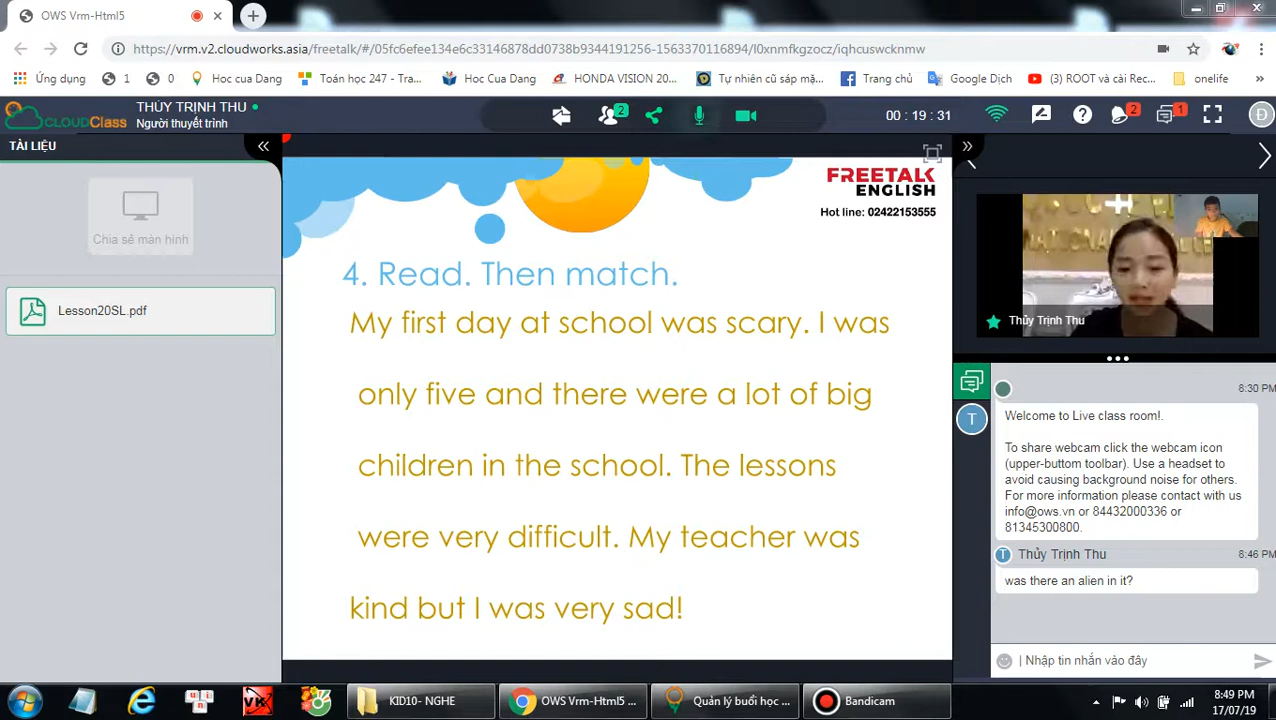 OWS Vrm-Html5
https://vrm.v2.cloudworks.asia/freetalk/#/05fc6efee134e6c33146878dd0738b9344191256-1563370116894/l0xnmfkgzocz/iqhcuswcknmw
Ứng dụng 1 0 Học cua Dang Toán học 247 - Tra... Học Cua Dang HONDA VISION 20... Tự nhiên cũ sáp mặ... Trang chủ Google Dịch (3) ROOT và cài Rec... onelife »
CLOUDClass
THỦY TRỊNH THU
Người thuyết trình
2
00 : 19 : 31
2
1
Đ
TÀI LIỆU
Chia sẻ màn hình
Lesson20SL.pdf
FREETALK
ENGLISH
Hot line: 02422153555
4. Read. Then match.
My first day at school was scary. I was
only five and there were a lot of big
children in the school. The lessons
were very difficult. My teacher was
kind but I was very sad!
Thủy Trịnh Thu
8:30 PM
Welcome to Live class room!.
To share webcam click the webcam icon
(upper-buttom toolbar). Use a headset to
avoid causing background noise for others.
For more information please contact with us
info@ows.vn or 84432000336 or
81345300800.
T
T Thủy Trịnh Thu 8:46 PM
was there an alien in it?
Nhập tin nhắn vào đây
KID10- NGHE
OWS Vrm-Html5 ...
Quản lý buổi học ...
Bandicam
8:49 PM
17/07/19